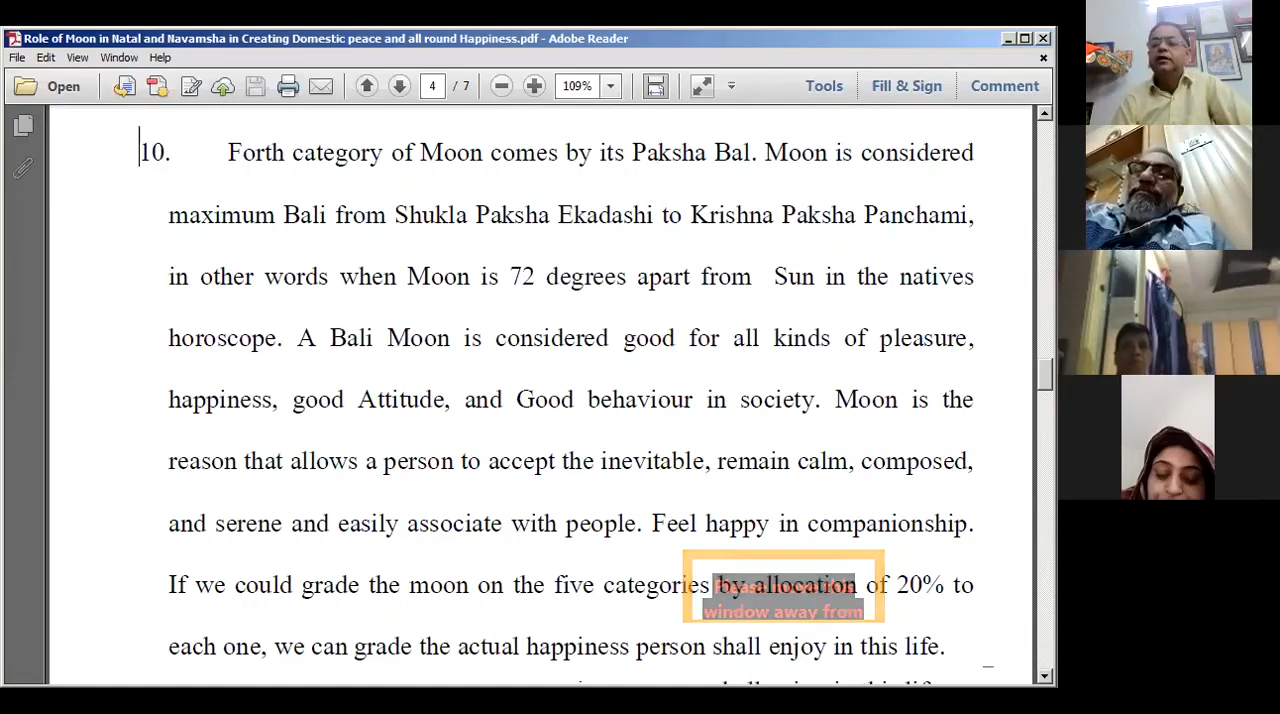 Role of Moon in Natal and Navamsha in Creating Domestic peace and all round Happiness.pdf - Adobe Reader
File Edit View Window Help
Open 4 / 7 109% Tools Fill & Sign Comment
10. Forth category of Moon comes by its Paksha Bal. Moon is considered
maximum Bali from Shukla Paksha Ekadashi to Krishna Paksha Panchami,
in other words when Moon is 72 degrees apart from Sun in the natives
horoscope. A Bali Moon is considered good for all kinds of pleasure,
happiness, good Attitude, and Good behaviour in society. Moon is the
reason that allows a person to accept the inevitable, remain calm, composed,
and serene and easily associate with people. Feel happy in companionship.
If we could grade the moon on the five categories by allocation of 20% to
Please move this
window away from
each one, we can grade the actual happiness person shall enjoy in this life.